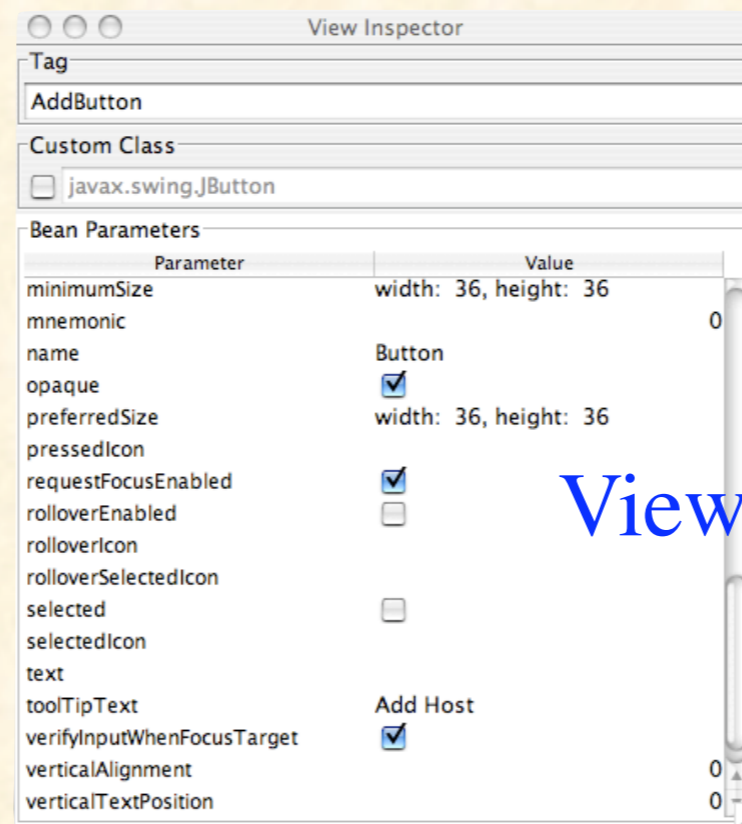 View Inspector
Tag
AddButton
Custom Class
javax.swing.JButton
Bean Parameters
Parameter Value
minimumSize width: 36, height: 36
mnemonic 0
name Button
opaque
preferredSize width: 36, height: 36
pressedIcon
requestFocusEnabled
View
rolloverEnabled
rolloverIcon
rolloverSelectedIcon
selected
selectedIcon
text
toolTipText Add Host
verifyInputWhenFocusTarget
verticalAlignment 0
verticalTextPosition 0